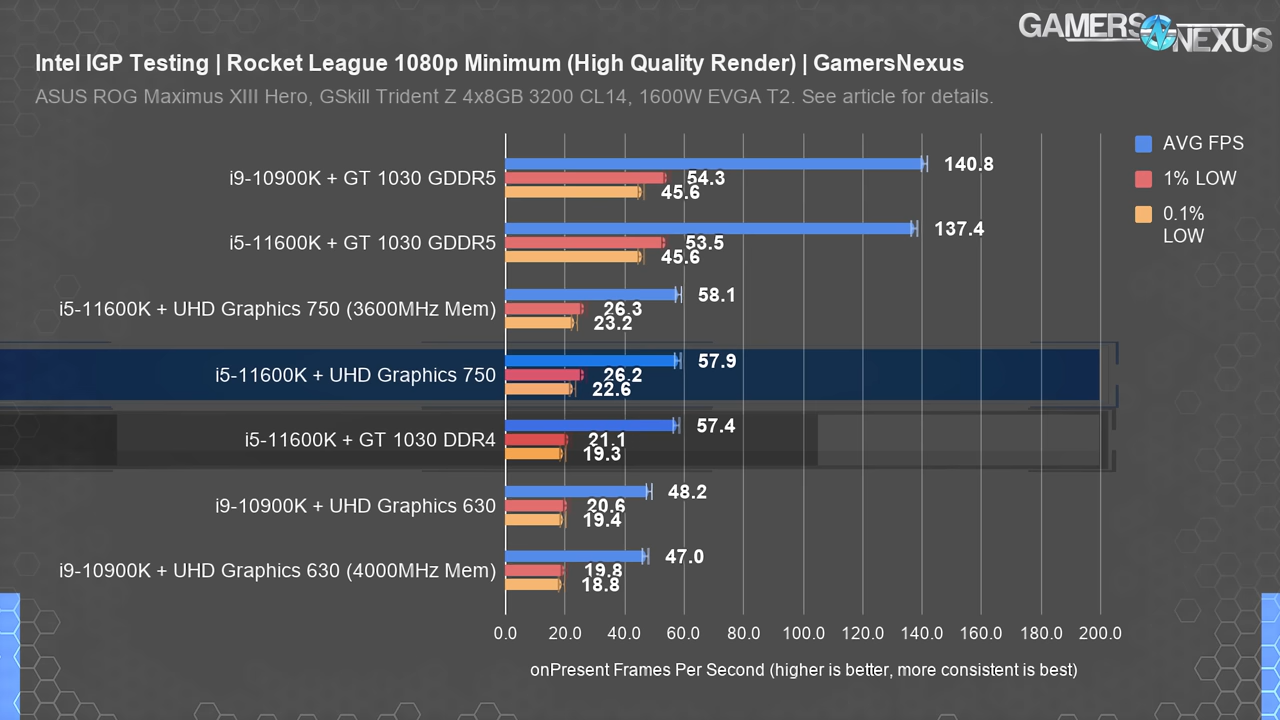 GAMERS NEXUS
Intel IGP Testing | Rocket League 1080p Minimum (High Quality Render) | GamersNexus
ASUS ROG Maximus XIII Hero, GSkill Trident Z 4x8GB 3200 CL14, 1600W EVGA T2. See article for details.
AVG FPS
1% LOW
0.1%
LOW
i9-10900K + GT 1030 GDDR5
140.8
54.3
45.6
i5-11600K + GT 1030 GDDR5
137.4
53.5
45.6
i5-11600K + UHD Graphics 750 (3600MHz Mem)
58.1
26.3
23.2
i5-11600K + UHD Graphics 750
57.9
26.2
22.6
i5-11600K + GT 1030 DDR4
57.4
21.1
19.3
i9-10900K + UHD Graphics 630
48.2
20.6
19.4
i9-10900K + UHD Graphics 630 (4000MHz Mem)
47.0
19.8
18.8
0.0 20.0 40.0 60.0 80.0 100.0 120.0 140.0 160.0 180.0 200.0
onPresent Frames Per Second (higher is better, more consistent is best)